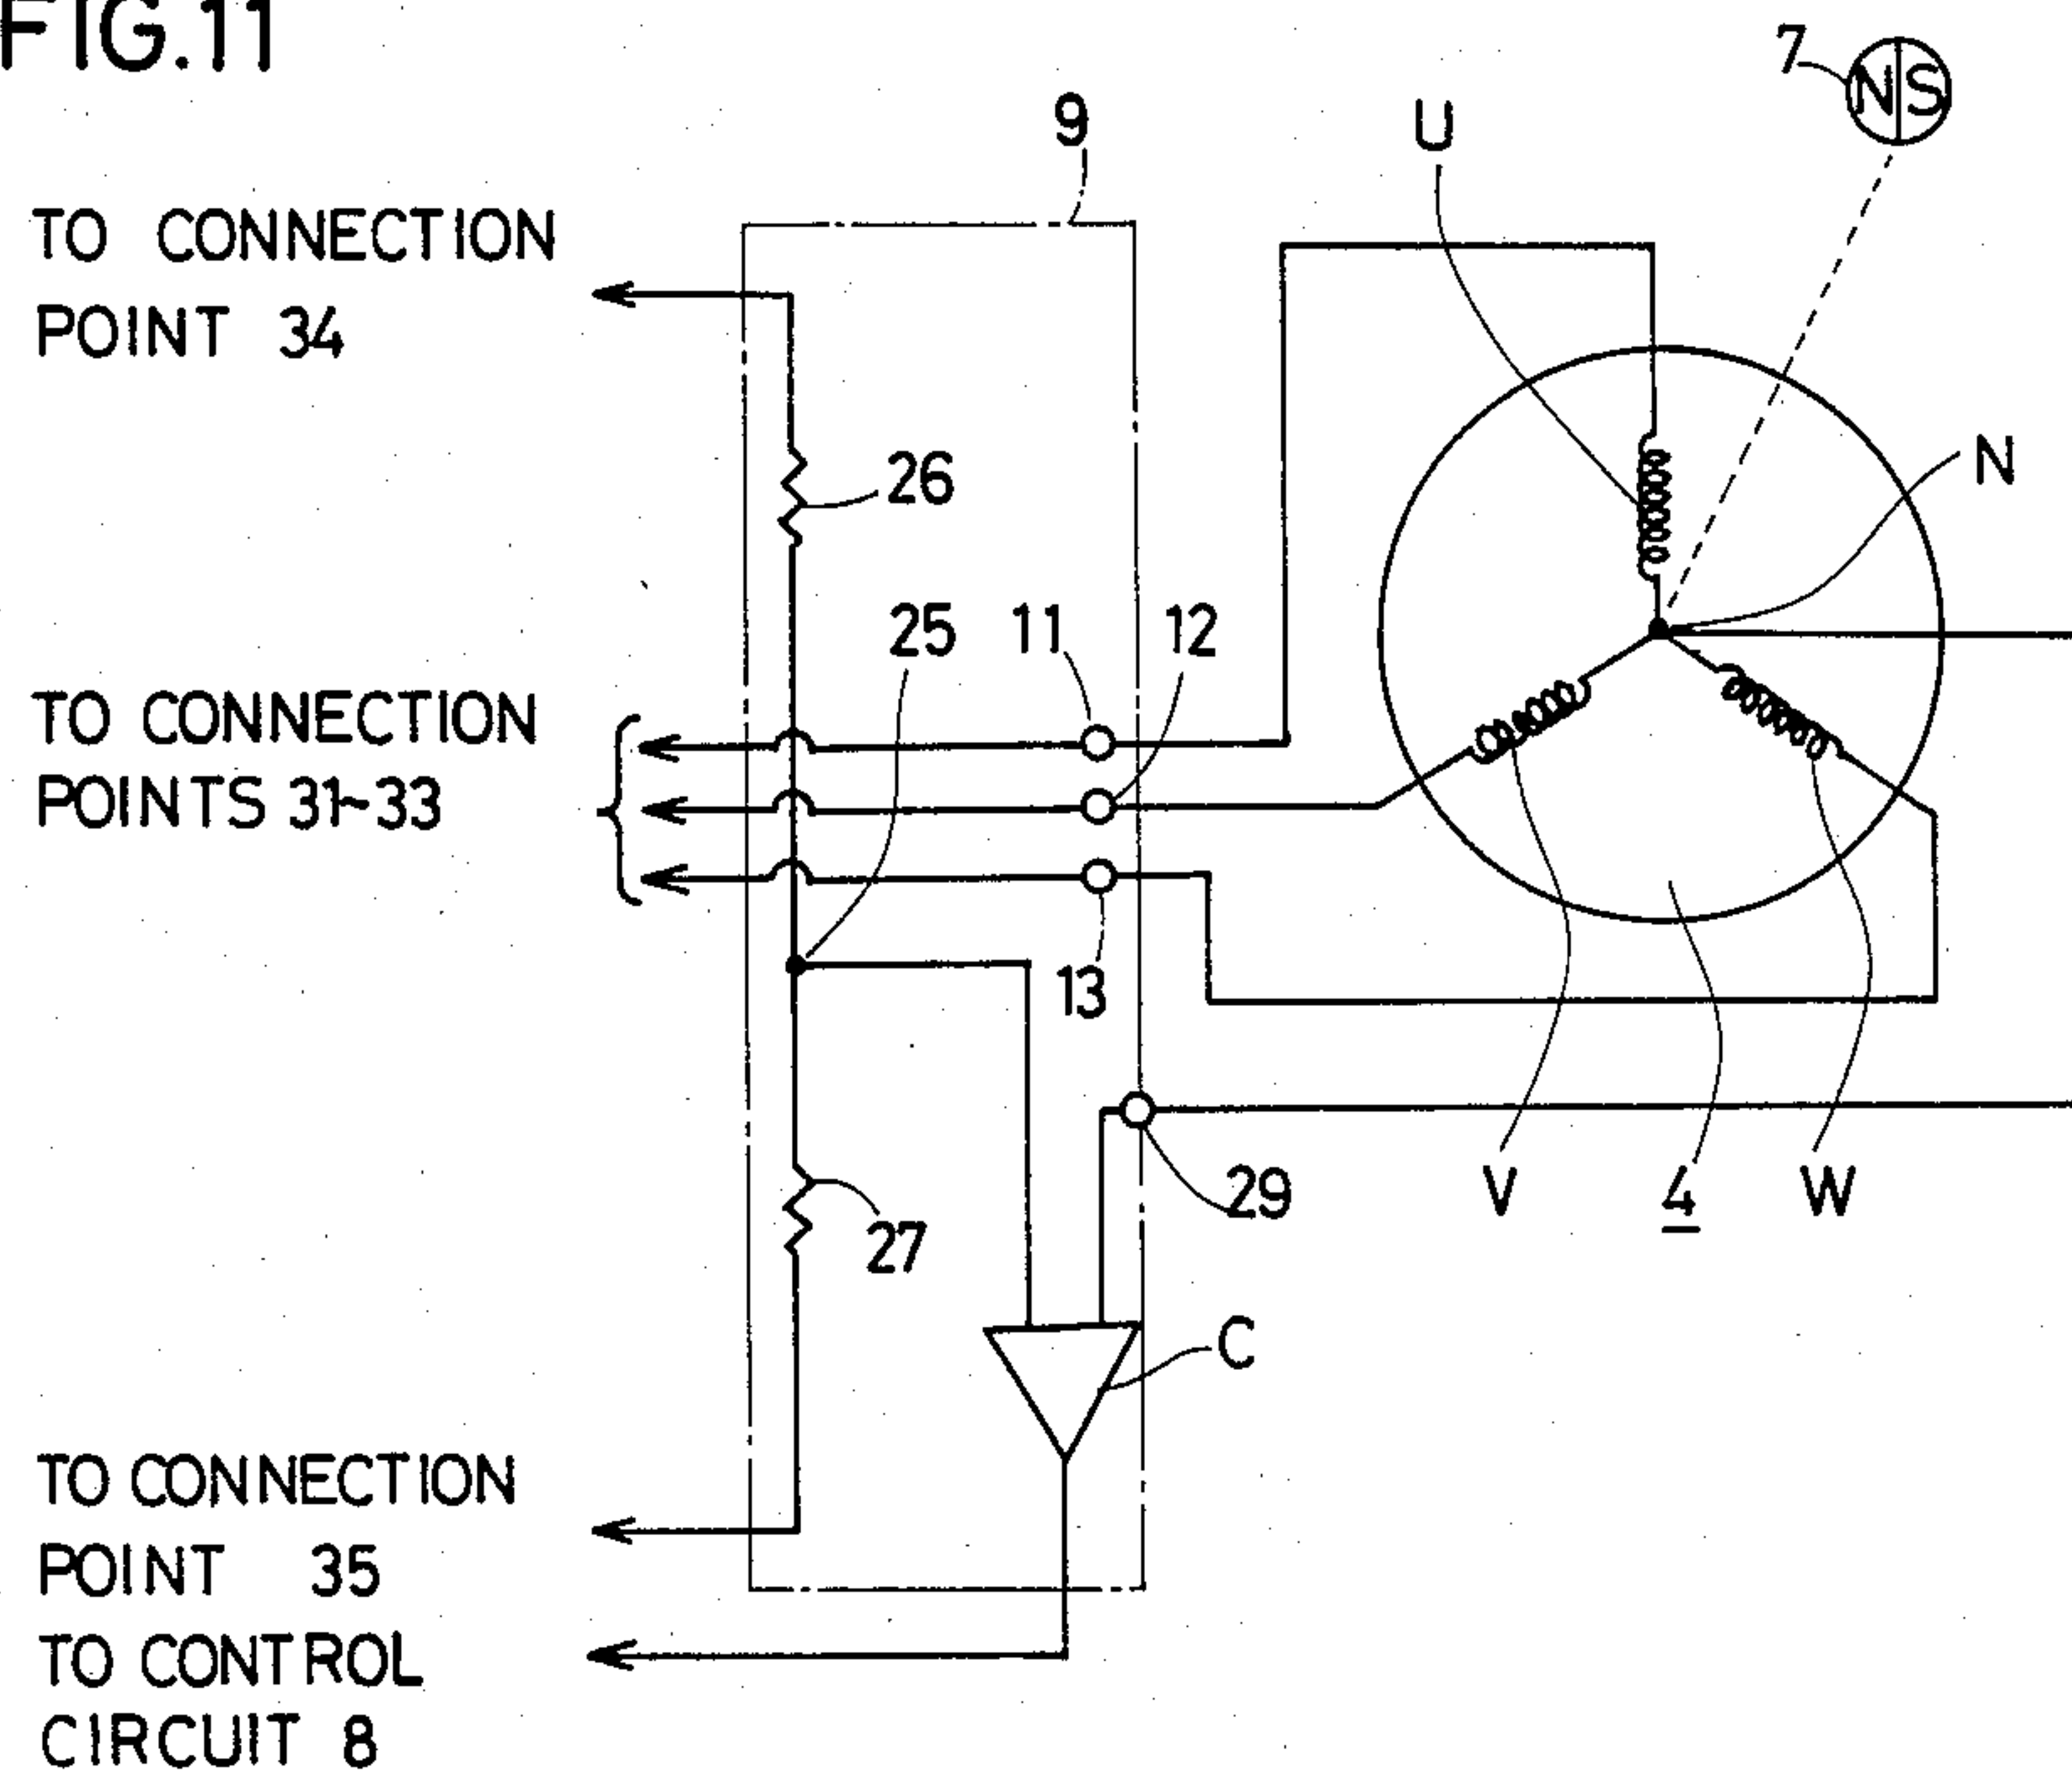 FIG.11
7
NS
9
U
TO CONNECTION
POINT 34
N
26
25
11
12
TO CONNECTION
POINTS 31~33
13
29
V
4
W
27
C
TO CONNECTION
POINT 35
TO CONTROL
CIRCUIT 8